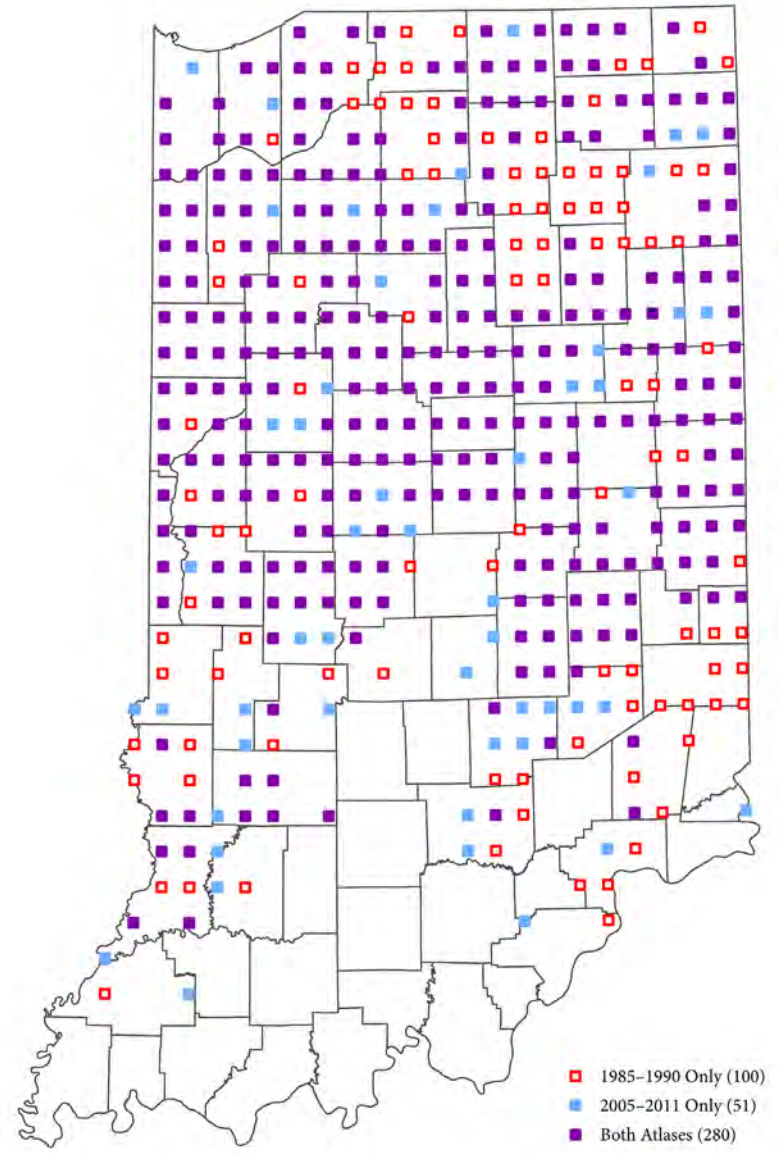 1985–1990 Only (100)
2005–2011 Only (51)
Both Atlases (280)